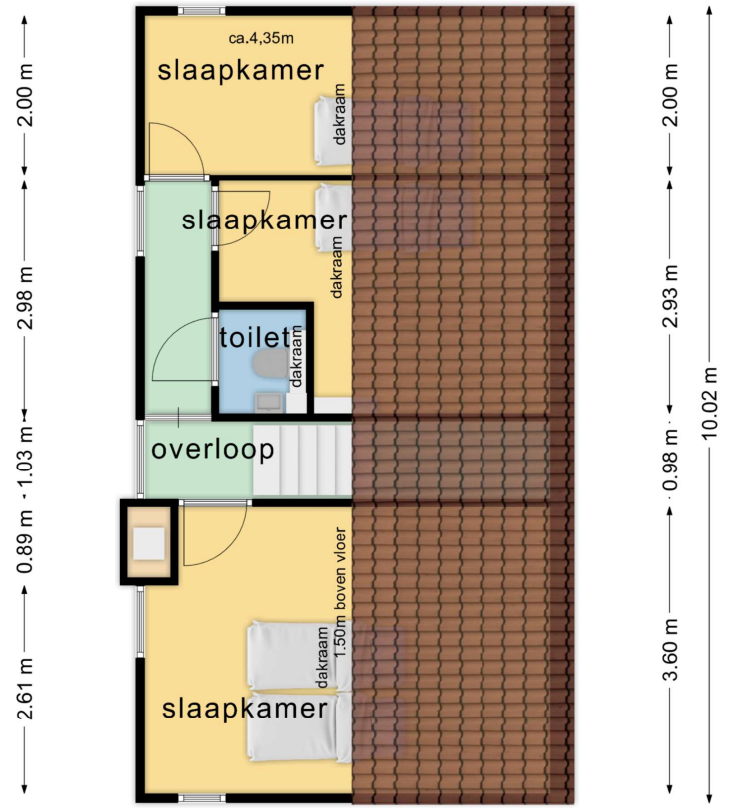 ca.4,35m
slaapkamer
dakraam
2.00 m
2.00 m
slaapkamer
dakraam
2.98 m
2.93 m
toilet
dakraam
10.02 m
overloop
1.03 m
0.98 m
0.89 m
1.50m boven vloer
dakraam
slaapkamer
2.61 m
3.60 m